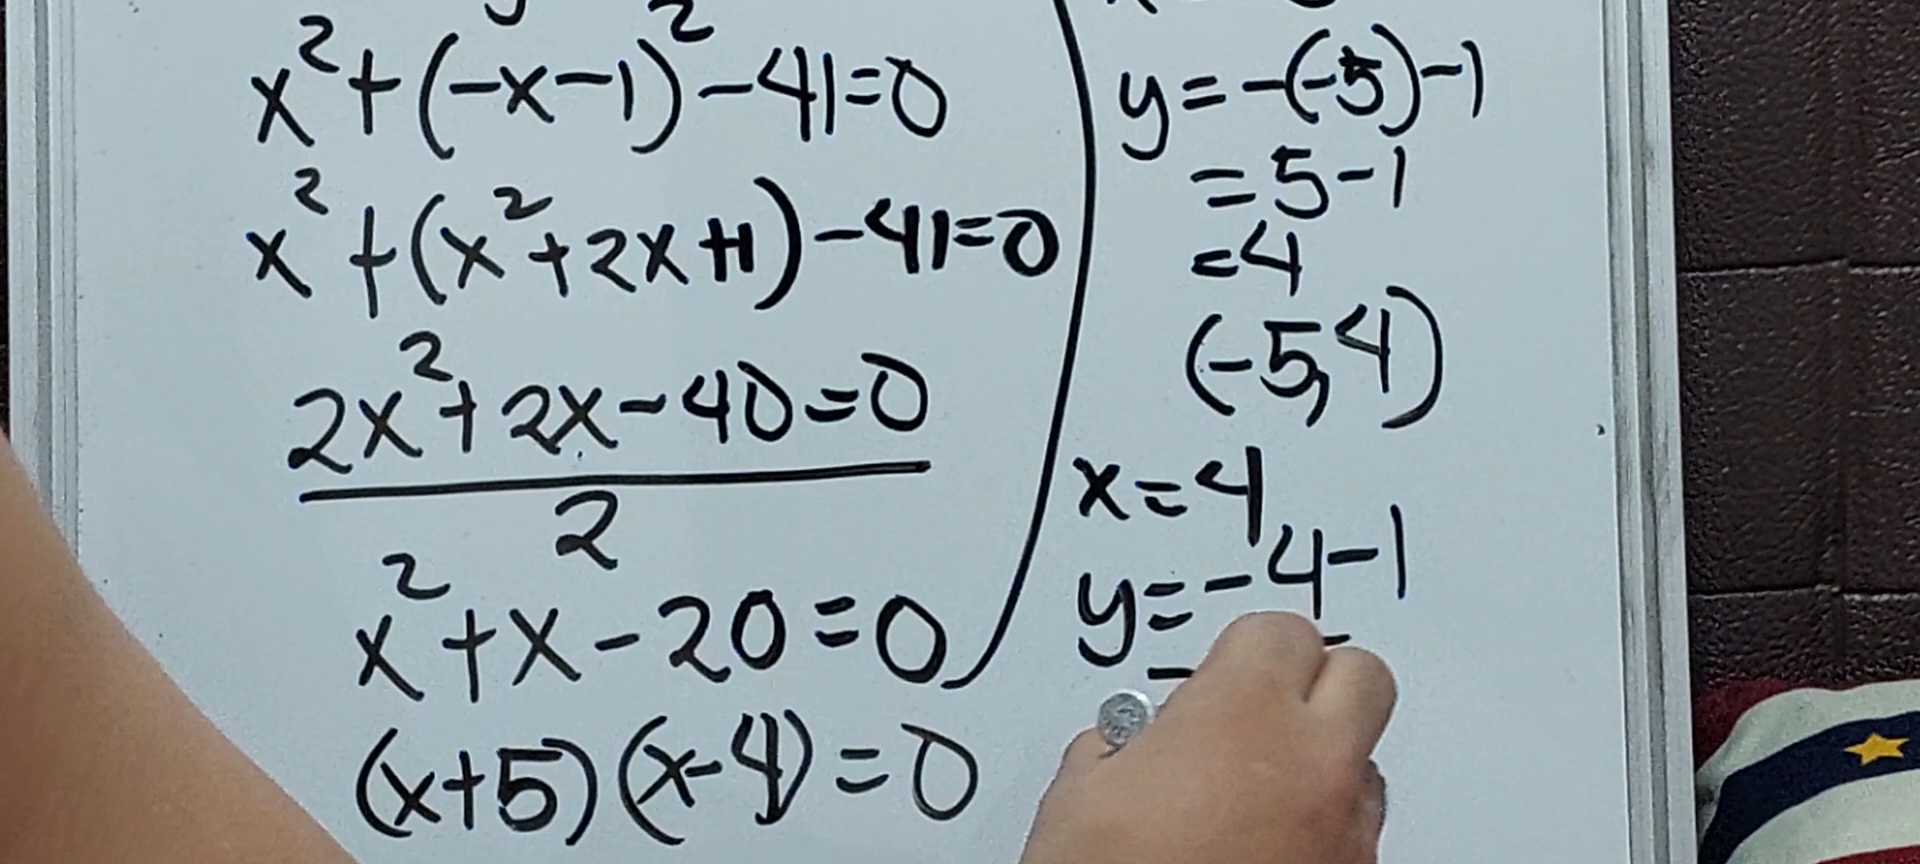 x²+(-x-1)²-41=0
x²+(x²+2x+1)-41=0
2x²+2x-40=0
2
x²+x-20=0
(x+5)(x-4)=0
y=-(-5)-1
=5-1
=4
(-5,4)
x=4
y=-4-1
=